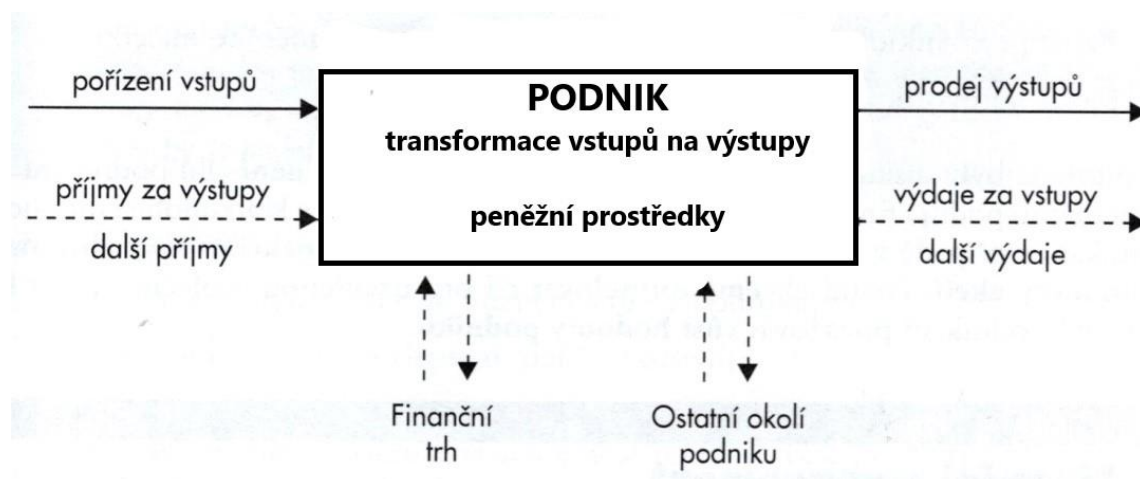 pořízení vstupů
příjmy za výstupy
další příjmy
PODNIK
transformace vstupů na výstupy
peněžní prostředky
prodej výstupů
výdaje za vstupy
další výdaje
Finanční
trh
Ostatní okolí
podniku